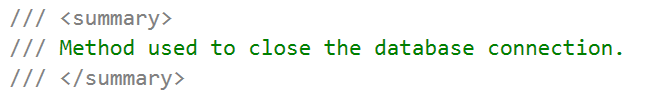 /// <summary>
/// Method used to close the database connection.
/// </summary>